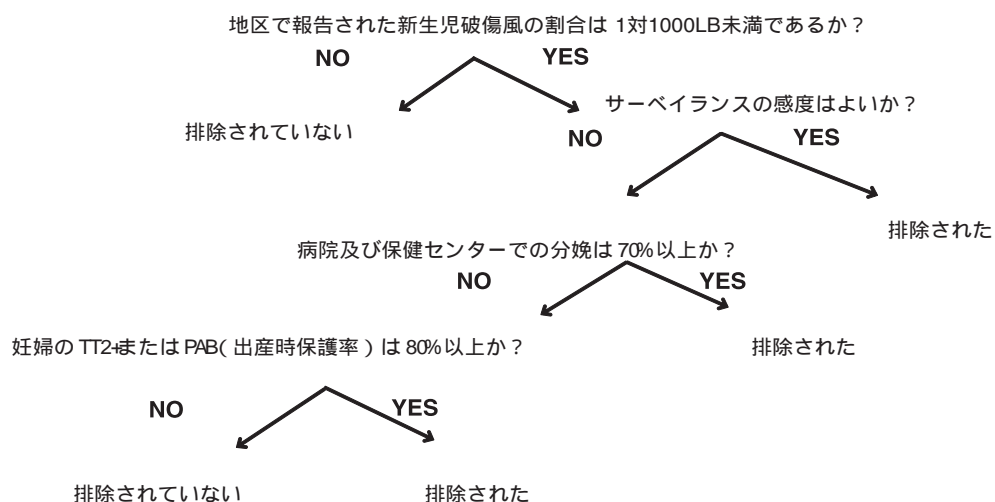 地区で報告された新生児破傷風の割合は 1対1000LB未満であるか？
NO YES
サーベイランスの感度はよいか？
排除されていない
NO YES
排除された
病院及び保健センターでの分娩は 70%以上か？
NO YES
妊婦の TT2+または PAB( 出産時保護率 ) は 80%以上か？
排除された
NO YES
排除されていない
排除された